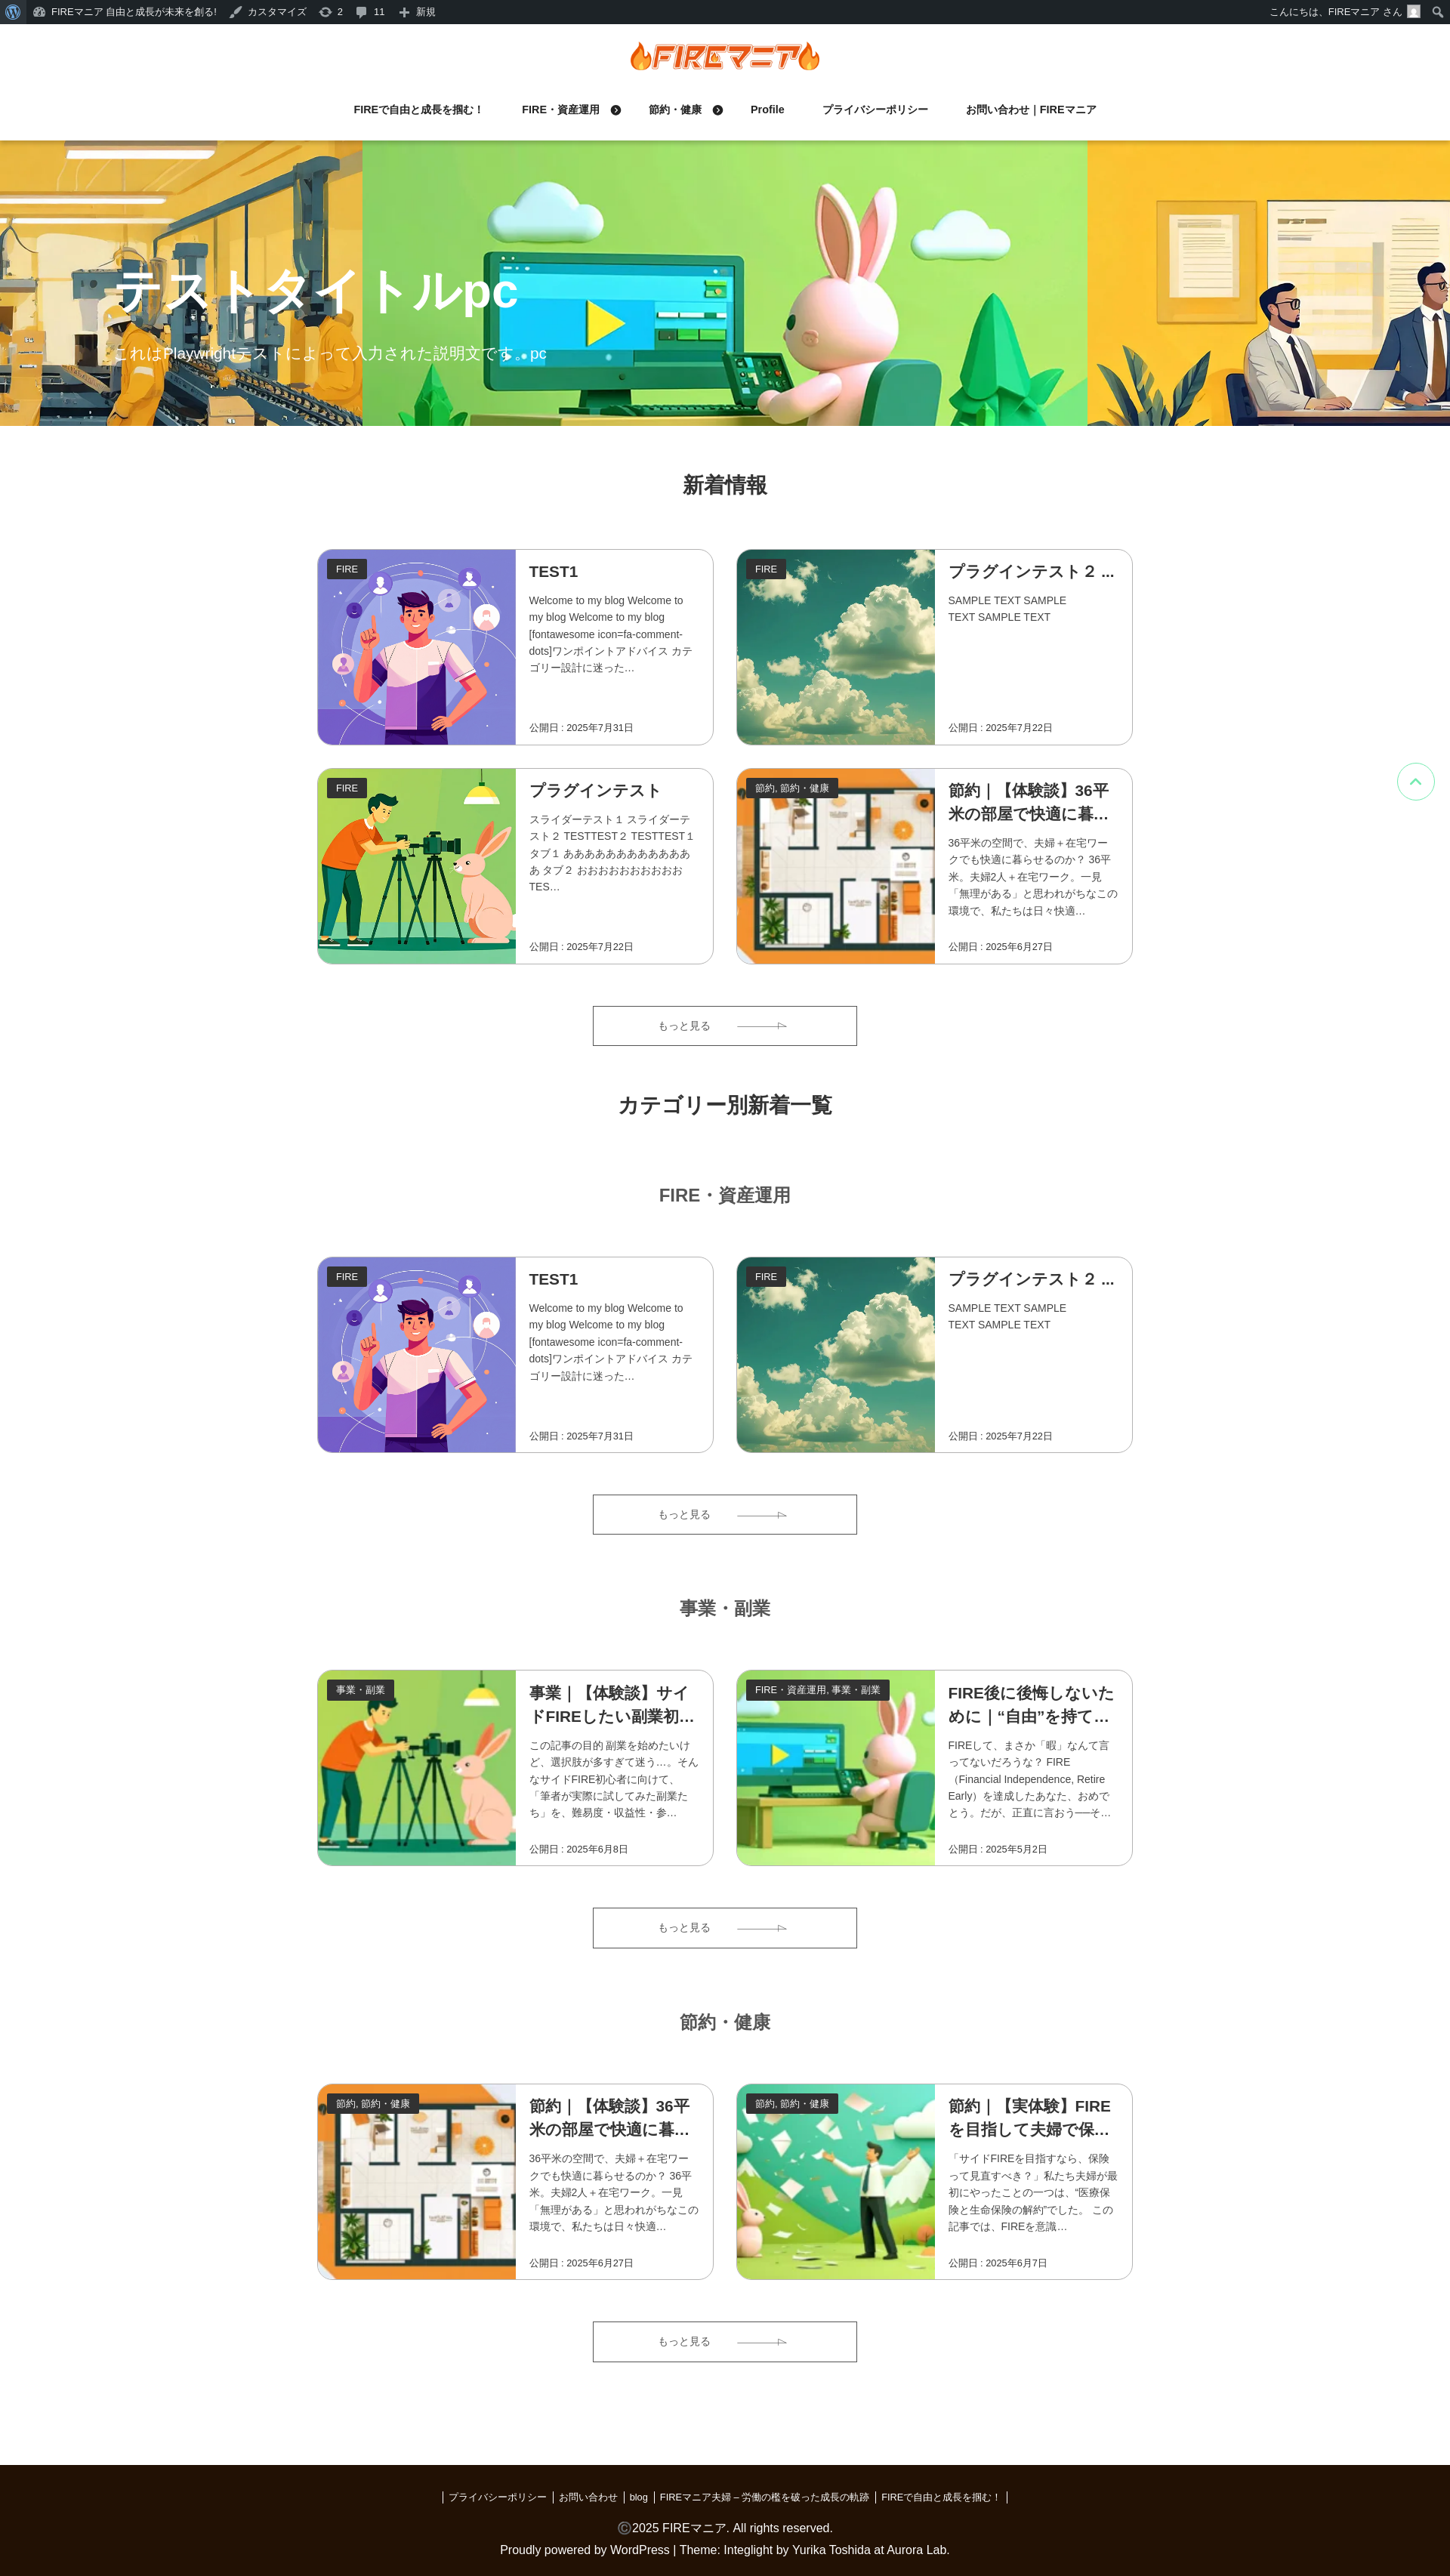 FIREマニア 自由と成長が未来を創る!　カスタマイズ　2　11　新規　こんにちは、FIREマニア さん
FIREマニア
FIREで自由と成長を掴む！　FIRE・資産運用　節約・健康　Profile　プライバシーポリシー　お問い合わせ｜FIREマニア
テストタイトルpc
これはPlaywrightテストによって入力された説明文です。pc
新着情報
FIRE
TEST1
Welcome to my blog Welcome to
my blog Welcome to my blog
[fontawesome icon=fa-comment-
dots]ワンポイントアドバイス カテ
ゴリー設計に迷った…
公開日 : 2025年7月31日
FIRE
プラグインテスト２ ...
SAMPLE TEXT SAMPLE
TEXT SAMPLE TEXT
公開日 : 2025年7月22日
FIRE
プラグインテスト
スライダーテスト１ スライダーテ
スト２ TESTTEST２ TESTTEST１
タブ１ ああああああああああああ
あ タブ２ おおおおおおおおおお
TES…
公開日 : 2025年7月22日
節約, 節約・健康
節約｜【体験談】36平
米の部屋で快適に暮...
36平米の空間で、夫婦＋在宅ワー
クでも快適に暮らせるのか？ 36平
米。夫婦2人＋在宅ワーク。一見
「無理がある」と思われがちなこの
環境で、私たちは日々快適…
公開日 : 2025年6月27日
もっと見る
カテゴリー別新着一覧
FIRE・資産運用
FIRE
TEST1
Welcome to my blog Welcome to
my blog Welcome to my blog
[fontawesome icon=fa-comment-
dots]ワンポイントアドバイス カテ
ゴリー設計に迷った…
公開日 : 2025年7月31日
FIRE
プラグインテスト２ ...
SAMPLE TEXT SAMPLE
TEXT SAMPLE TEXT
公開日 : 2025年7月22日
もっと見る
事業・副業
事業・副業
事業｜【体験談】サイ
ドFIREしたい副業初...
この記事の目的 副業を始めたいけ
ど、選択肢が多すぎて迷う…。そん
なサイドFIRE初心者に向けて、
「筆者が実際に試してみた副業た
ち」を、難易度・収益性・参…
公開日 : 2025年6月8日
FIRE・資産運用, 事業・副業
FIRE後に後悔しないた
めに｜“自由”を持て...
FIREして、まさか「暇」なんて言
ってないだろうな？ FIRE
（Financial Independence, Retire
Early）を達成したあなた、おめで
とう。だが、正直に言おう──そ…
公開日 : 2025年5月2日
もっと見る
節約・健康
節約, 節約・健康
節約｜【体験談】36平
米の部屋で快適に暮...
36平米の空間で、夫婦＋在宅ワー
クでも快適に暮らせるのか？ 36平
米。夫婦2人＋在宅ワーク。一見
「無理がある」と思われがちなこの
環境で、私たちは日々快適…
公開日 : 2025年6月27日
節約, 節約・健康
節約｜【実体験】FIRE
を目指して夫婦で保...
「サイドFIREを目指すなら、保険
って見直すべき？」私たち夫婦が最
初にやったことの一つは、“医療保
険と生命保険の解約”でした。 この
記事では、FIREを意識…
公開日 : 2025年6月7日
もっと見る
プライバシーポリシー｜お問い合わせ｜blog｜FIREマニア夫婦 – 労働の檻を破った成長の軌跡｜FIREで自由と成長を掴む！
©2025 FIREマニア. All rights reserved.
Proudly powered by WordPress | Theme: Integlight by Yurika Toshida at Aurora Lab.